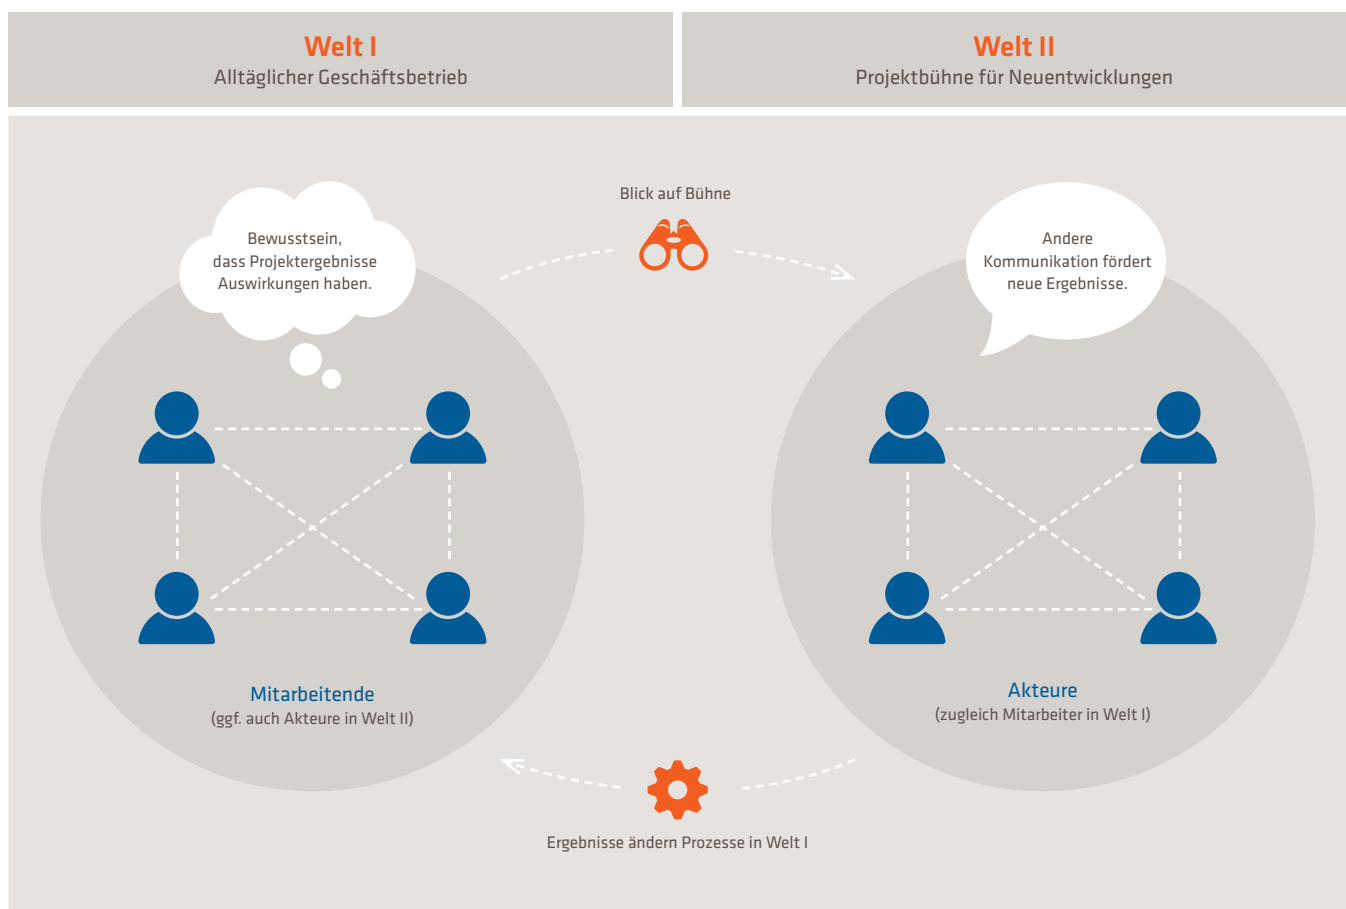 Welt I
Alltäglicher Geschäftsbetrieb
Welt II
Projektbühne für Neuentwicklungen
Blick auf Bühne
Bewusstsein,
dass Projektergebnisse
Auswirkungen haben.
Andere
Kommunikation fördert
neue Ergebnisse.
Mitarbeitende
(ggf. auch Akteure in Welt II)
Akteure
(zugleich Mitarbeiter in Welt I)
Ergebnisse ändern Prozesse in Welt I